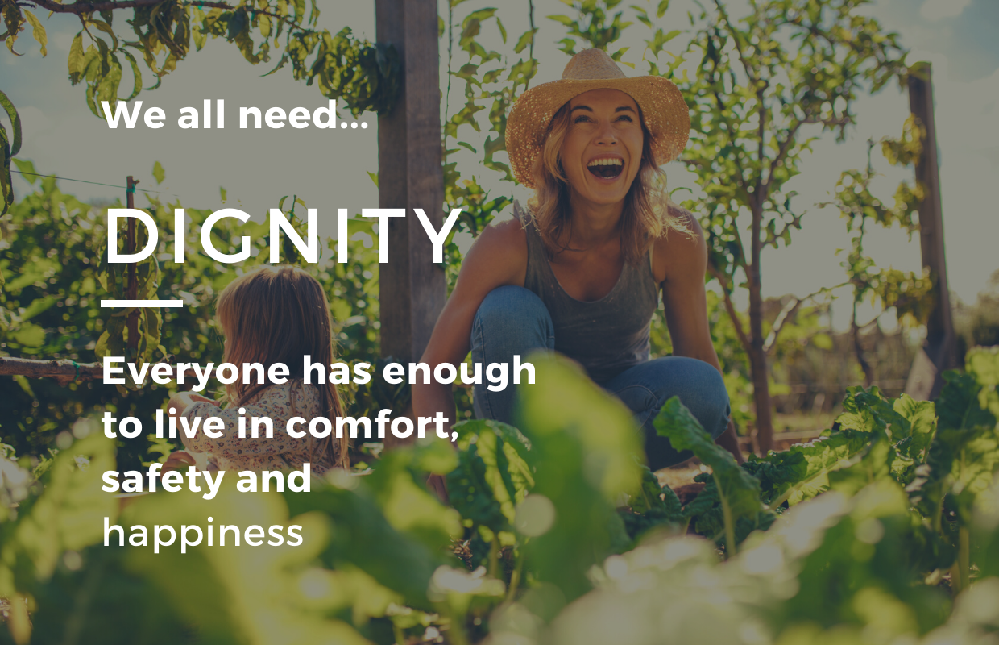 We all need...
DIGNITY
Everyone has enough
to live in comfort,
safety and
happiness